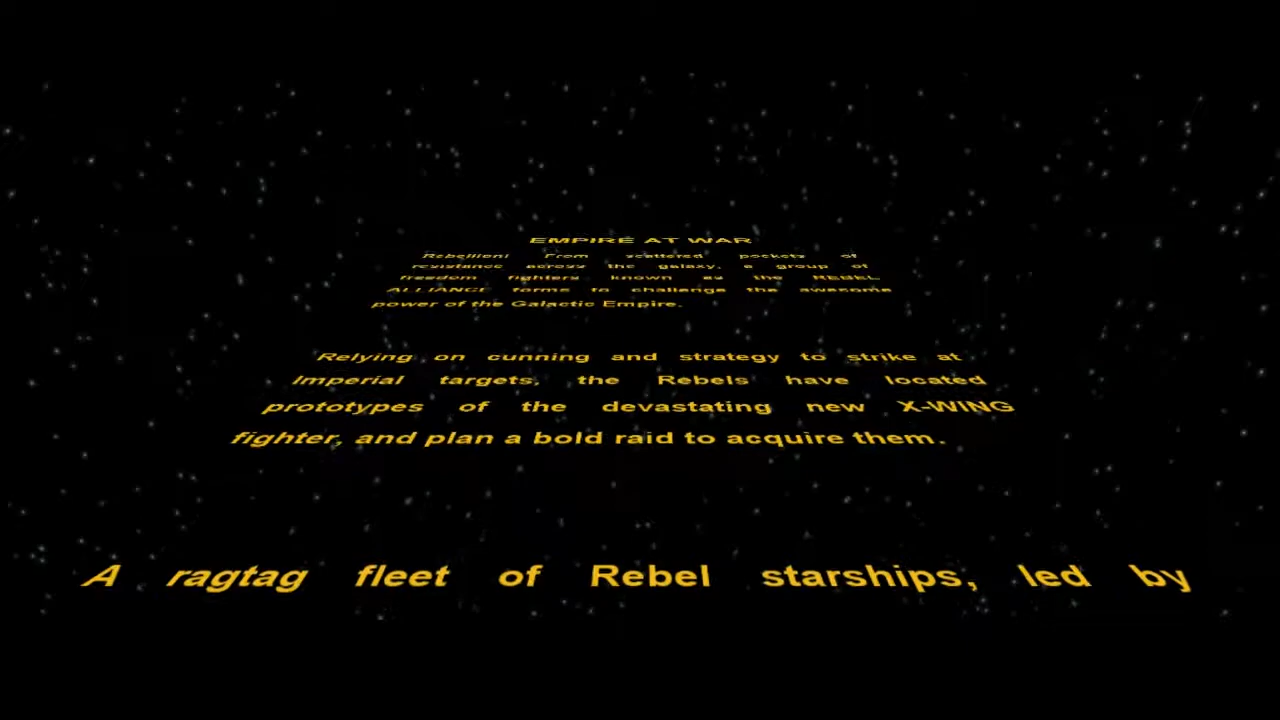 EMPIRE AT WAR
Rebellion! From scattered pockets of
resistance across the galaxy, a group of
freedom fighters known as the REBEL
ALLIANCE forms to challenge the awesome
power of the Galactic Empire.
Relying on cunning and strategy to strike at
Imperial targets, the Rebels have located
prototypes of the devastating new X-WING
fighter, and plan a bold raid to acquire them.
A ragtag fleet of Rebel starships, led by